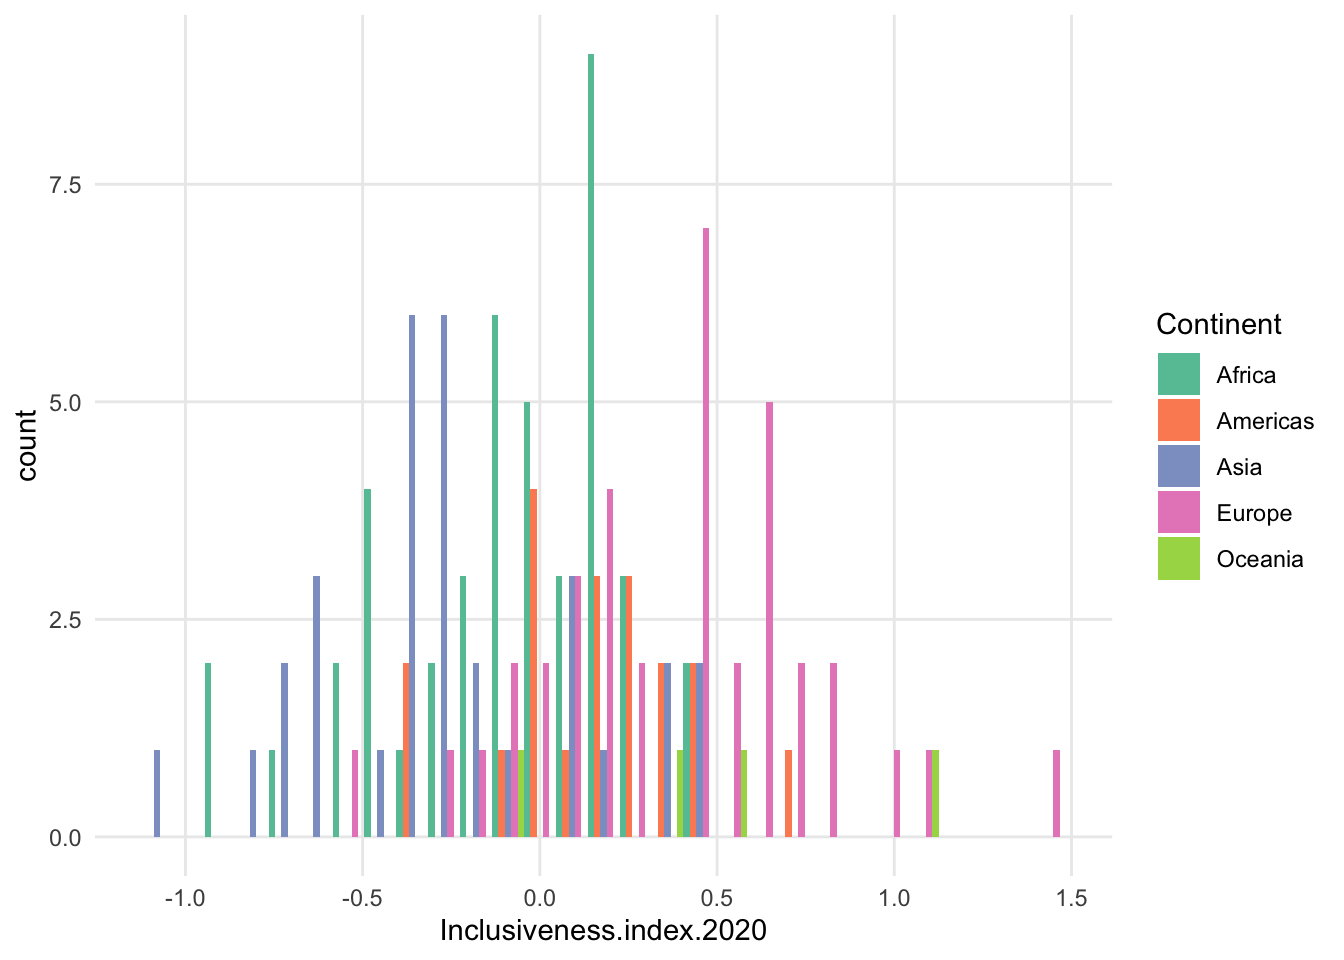 7.5
5.0
2.5
0.0
count
-1.0 -0.5 0.0 0.5 1.0 1.5
Inclusiveness.index.2020
Continent
Africa
Americas
Asia
Europe
Oceania